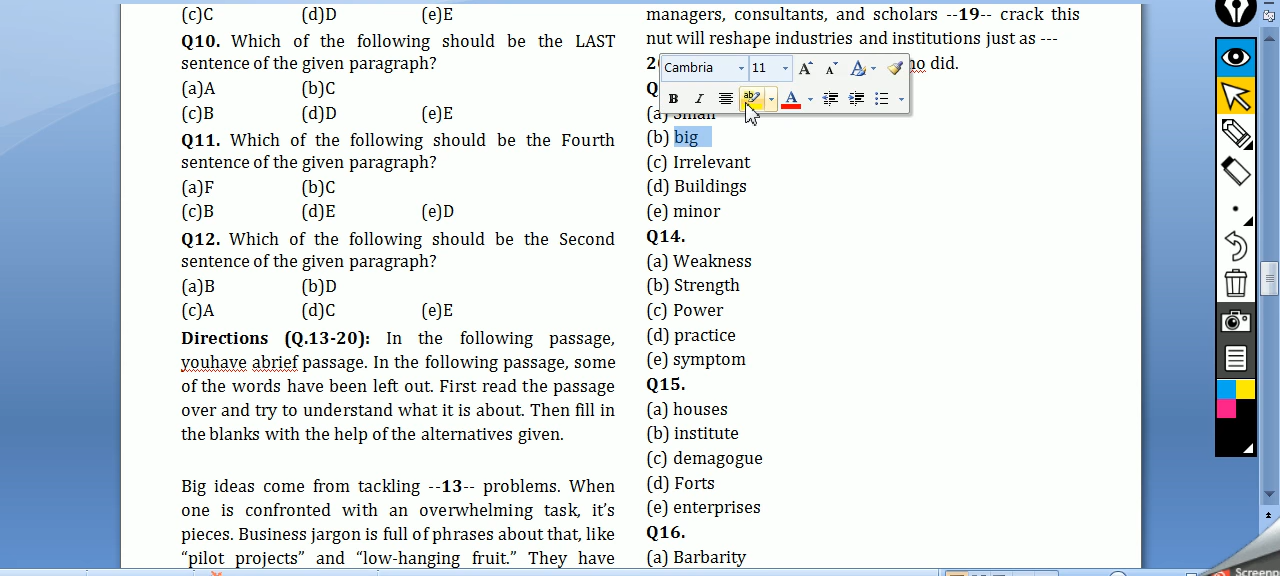 (c)C (d)D (e)E
Q10. Which of the following should be the LAST
sentence of the given paragraph?
(a)A (b)C
(c)B (d)D (e)E
Q11. Which of the following should be the Fourth
sentence of the given paragraph?
(a)F (b)C
(c)B (d)E (e)D
Q12. Which of the following should be the Second
sentence of the given paragraph?
(a)B (b)D
(c)A (d)C (e)E
Directions (Q.13-20): In the following passage,
youhave abrief passage. In the following passage, some
of the words have been left out. First read the passage
over and try to understand what it is about. Then fill in
the blanks with the help of the alternatives given.
Big ideas come from tackling --13-- problems. When
one is confronted with an overwhelming task, it's
pieces. Business jargon is full of phrases about that, like
"pilot projects" and "low-hanging fruit." They have
managers, consultants, and scholars --19-- crack this
nut will reshape industries and institutions just as ---
did.
Cambria 11
(b) big
(c) Irrelevant
(d) Buildings
(e) minor
Q14.
(a) Weakness
(b) Strength
(c) Power
(d) practice
(e) symptom
Q15.
(a) houses
(b) institute
(c) demagogue
(d) Forts
(e) enterprises
Q16.
(a) Barbarity